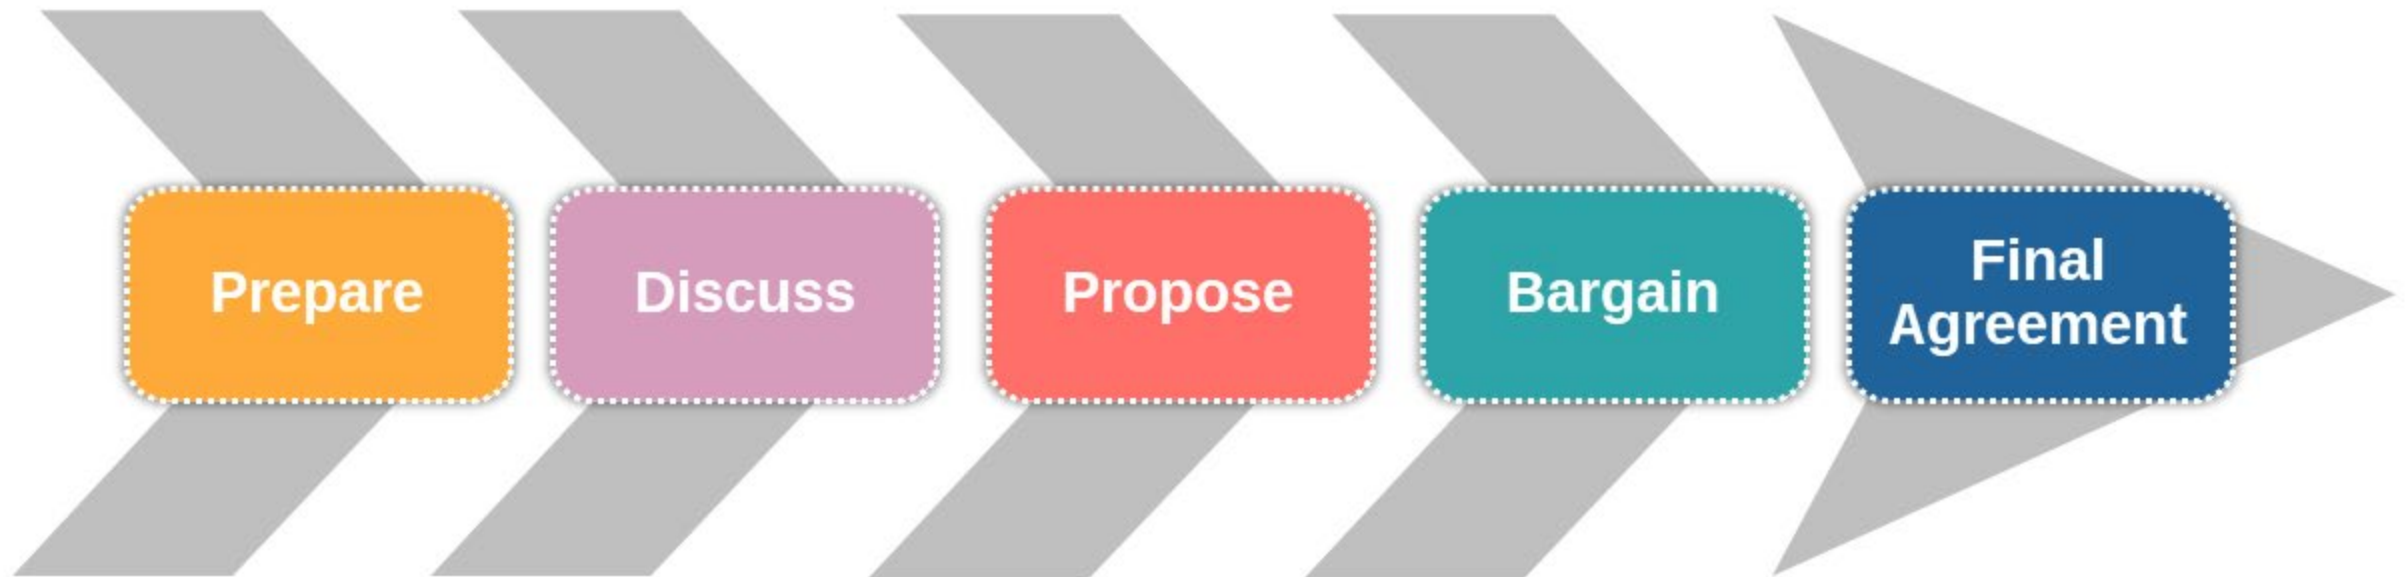 Prepare
Discuss
Propose
Bargain
Final
Agreement